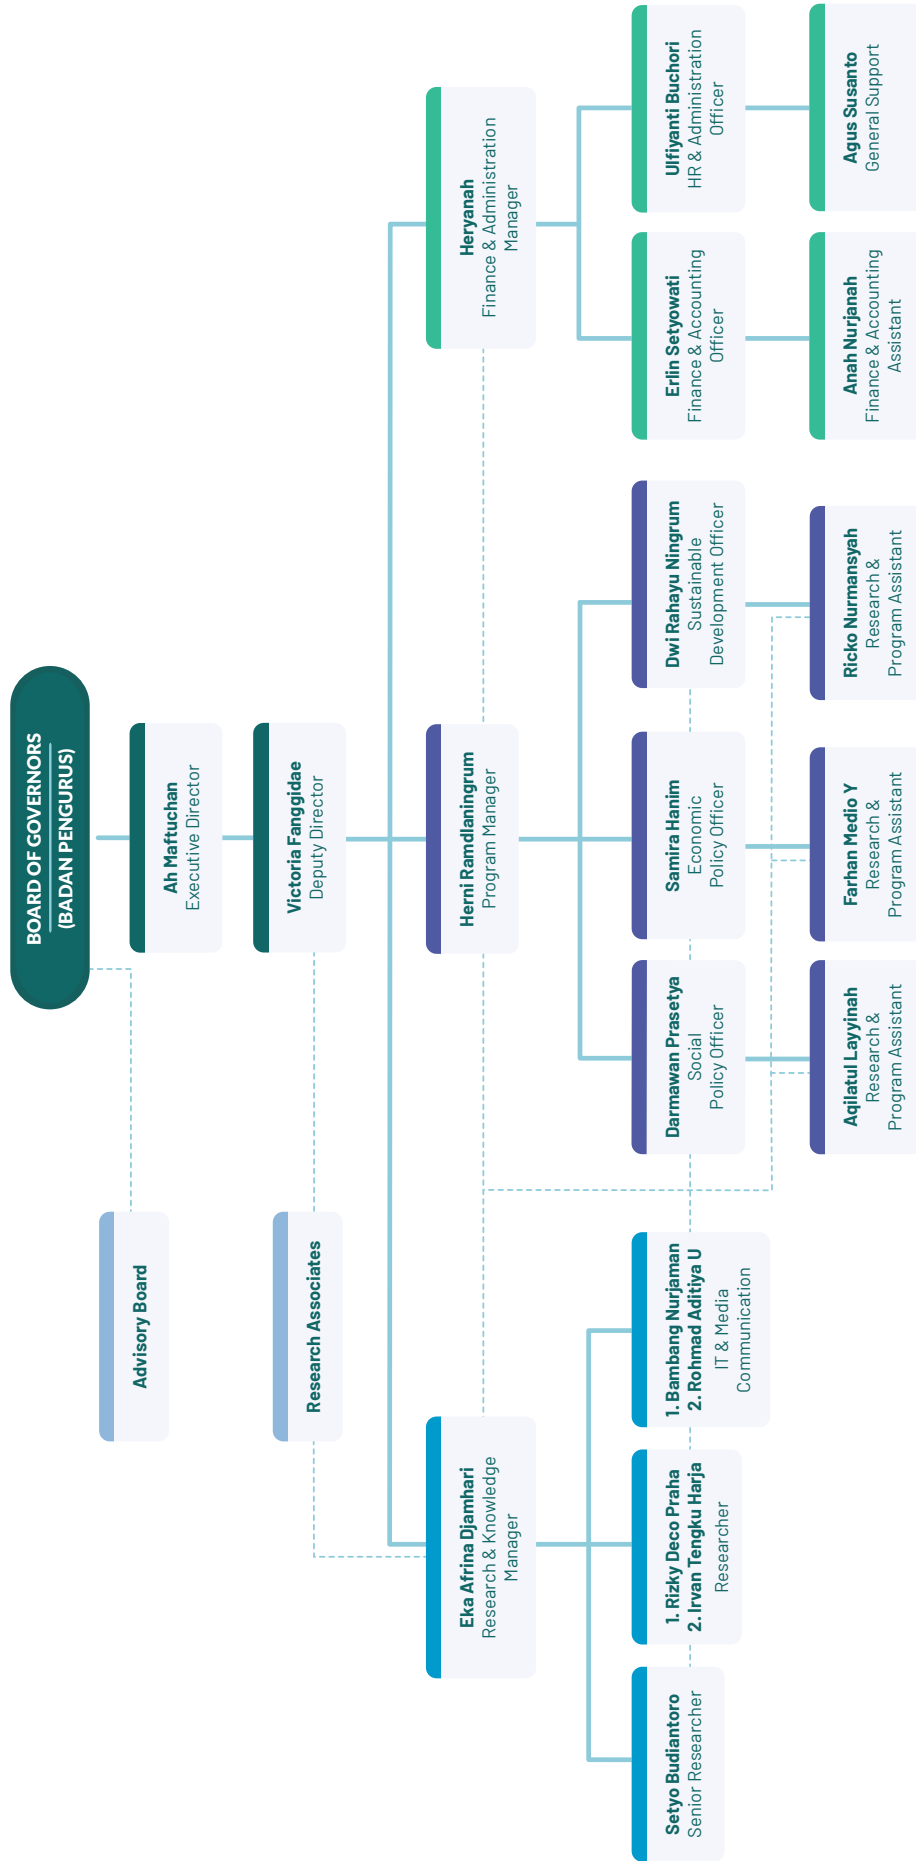 BOARD OF GOVERNORS
(BADAN PENGURUS)
Advisory Board
Ah Maftuchan
Executive Director
Research Associates
Victoria Fanggidae
Deputy Director
Eka Afrina Djamhari
Research & Knowledge
Manager
Herni Ramdlaningrum
Program Manager
Heryanah
Finance & Administration
Manager
Setyo Budiantoro
Senior Researcher
1. Rizky Deco Praha
2. Irvan Tengku Harja
Researcher
1. Bambang Nurjaman
2. Rohmad Aditiya U
IT & Media
Communication
Darmawan Prasetya
Social
Policy Officer
Samira Hanim
Economic
Policy Officer
Dwi Rahayu Ningrum
Sustainable
Development Officer
Erlin Setyowati
Finance & Accounting
Officer
Ulfiyanti Buchori
HR & Administration
Officer
Aqilatul Layyinah
Research &
Program Assistant
Farhan Medio Y
Research &
Program Assistant
Ricko Nurmansyah
Research &
Program Assistant
Anah Nurjanah
Finance & Accounting
Assistant
Agus Susanto
General Support